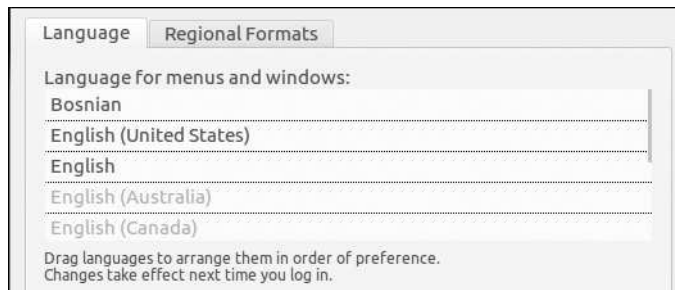 Language Regional Formats
Language for menus and windows:
Bosnian
English (United States)
English
English (Australia)
English (Canada)
Drag languages to arrange them in order of preference.
Changes take effect next time you log in.